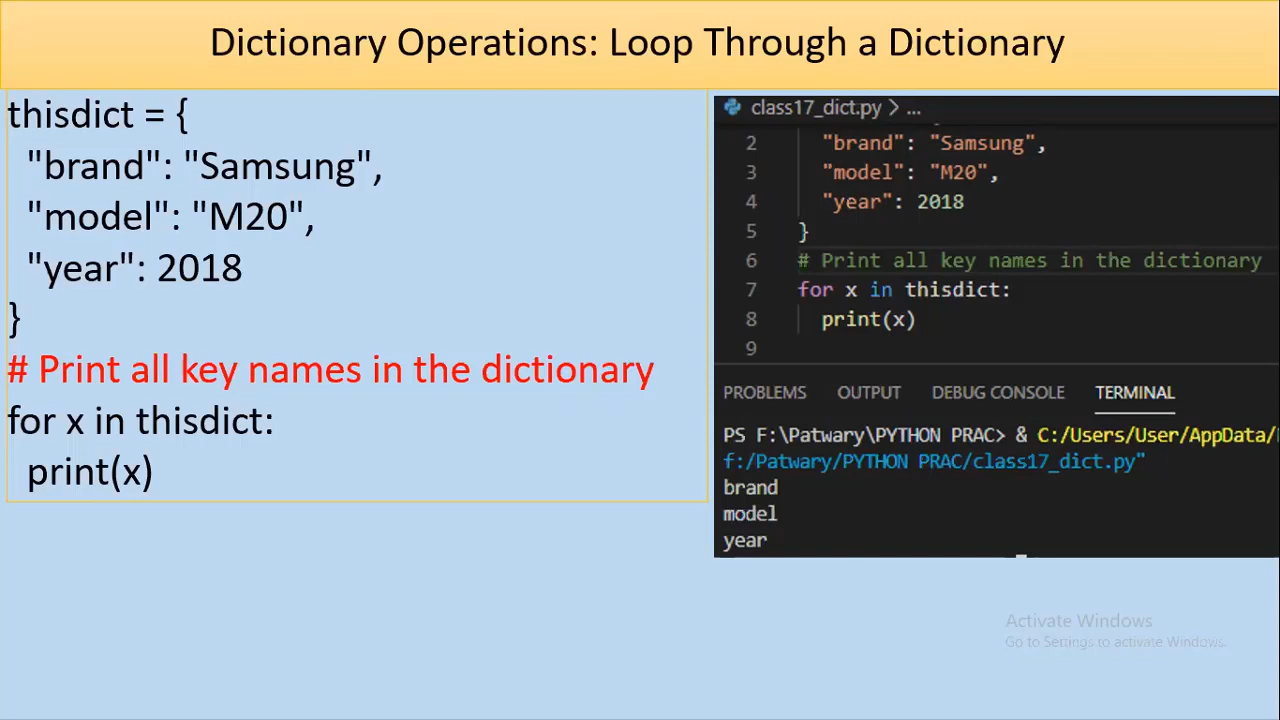 Dictionary Operations: Loop Through a Dictionary
thisdict = {
  "brand": "Samsung",
  "model": "M20",
  "year": 2018
}
# Print all key names in the dictionary
for x in thisdict:
  print(x)
class17_dict.py > ...
2 "brand": "Samsung",
3 "model": "M20",
4 "year": 2018
5 }
6 # Print all key names in the dictionary
7 for x in thisdict:
8 print(x)
9
PROBLEMS OUTPUT DEBUG CONSOLE TERMINAL
PS F:\Patwary\PYTHON PRAC> & C:/Users/User/AppData/
f:/Patwary/PYTHON PRAC/class17_dict.py"
brand
model
year
Activate Windows
Go to Settings to activate Windows.